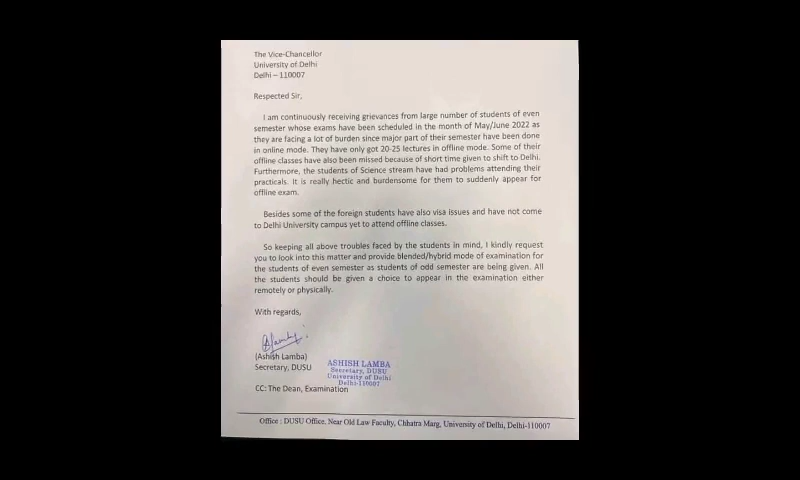 The Vice-Chancellor
University of Delhi
Delhi – 110007
Respected Sir,
I am continuously receiving grievances from large number of students of even
semester whose exams have been scheduled in the month of May/June 2022 as
they are facing a lot of burden since major part of their semester have been done
in online mode. They have only got 20-25 lectures in offline mode. Some of their
offline classes have also been missed because of short time given to shift to Delhi.
Furthermore, the students of Science stream have had problems attending their
practicals. It is really hectic and burdensome for them to suddenly appear for
offline exam.
Besides some of the foreign students have also visa issues and have not come
to Delhi University campus yet to attend offline classes.
So keeping all above troubles faced by the students in mind, I kindly request
you to look into this matter and provide blended/hybrid mode of examination for
the students of even semester as students of odd semester are being given. All
the students should be given a choice to appear in the examination either
remotely or physically.
With regards,
(Ashish Lamba)
Secretary, DUSU
ASHISH LAMBA
Secretary, DUSU
University of Delhi
Delhi-110007
CC: The Dean, Examination
Office : DUSU Office, Near Old Law Faculty, Chhatra Marg, University of Delhi, Delhi-110007